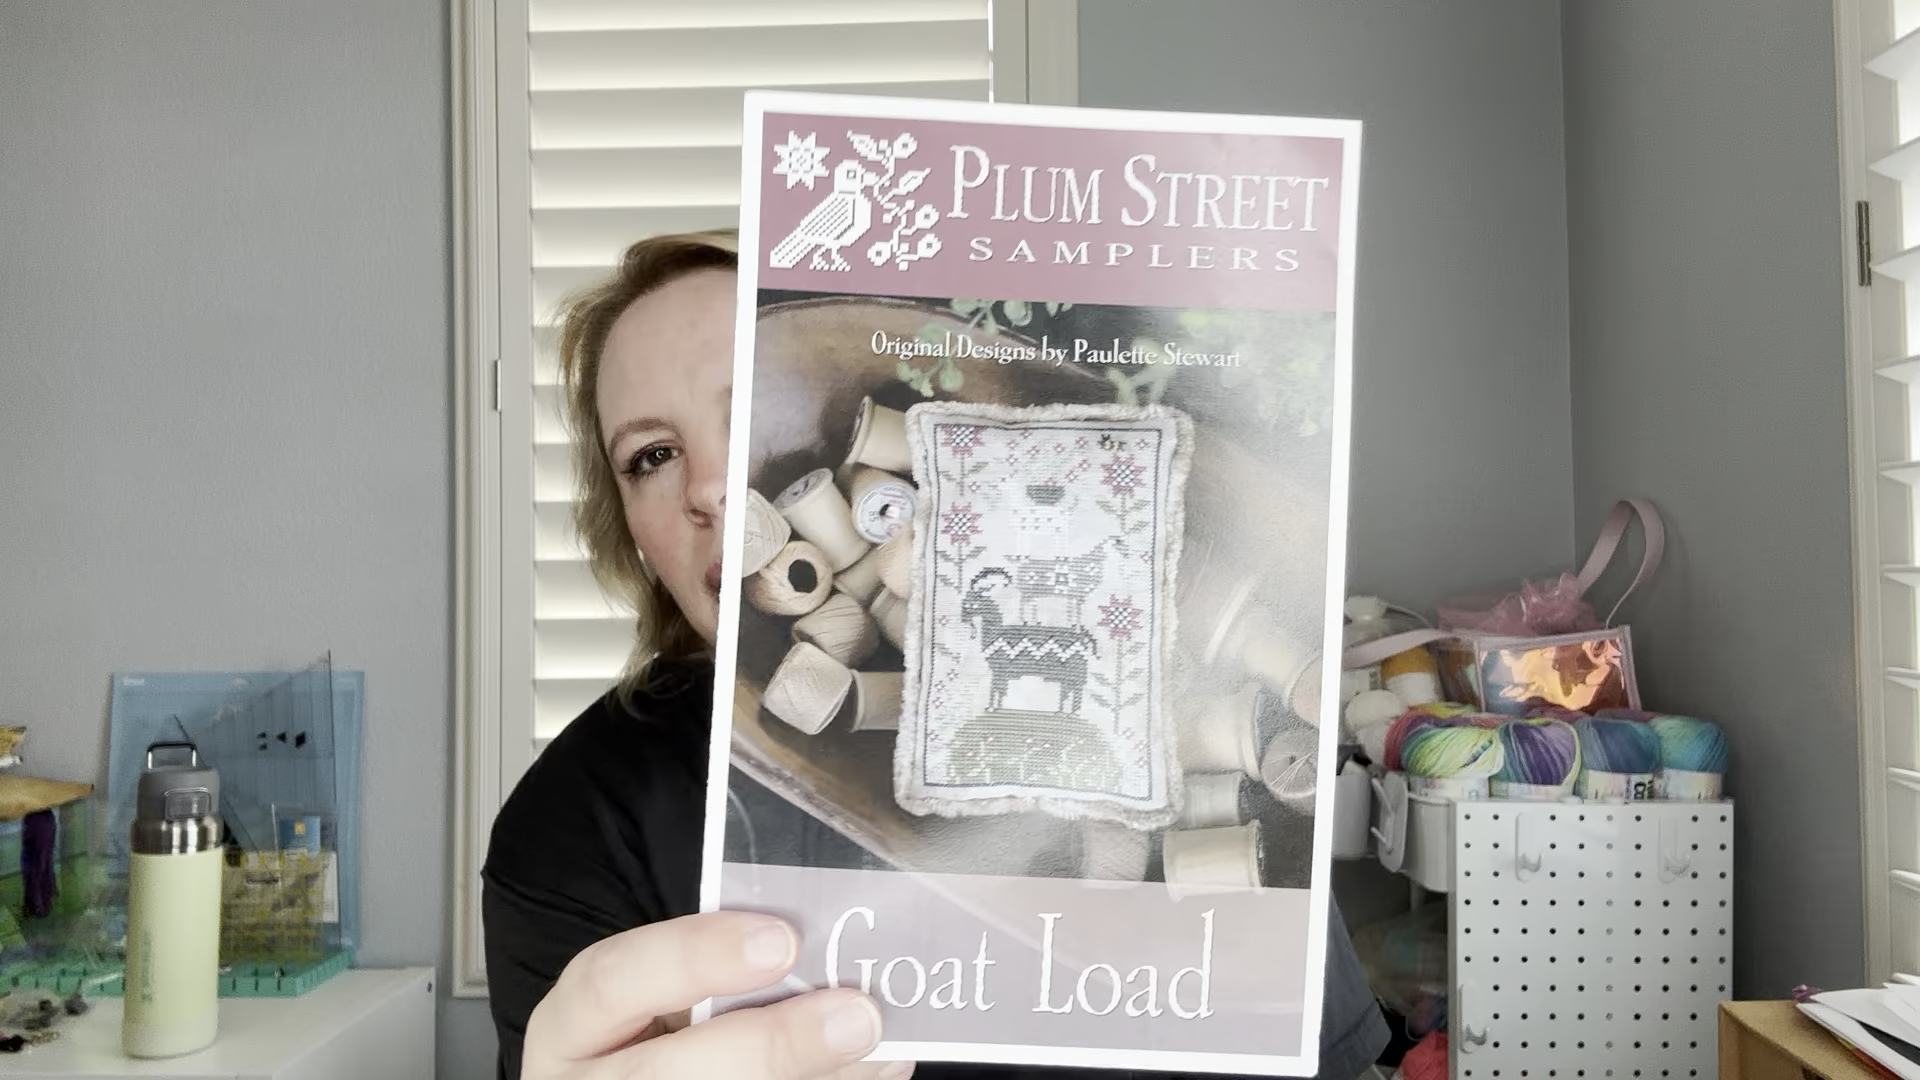 PLUM STREET
SAMPLERS
Original Designs by Paulette Stewart
Goat Load